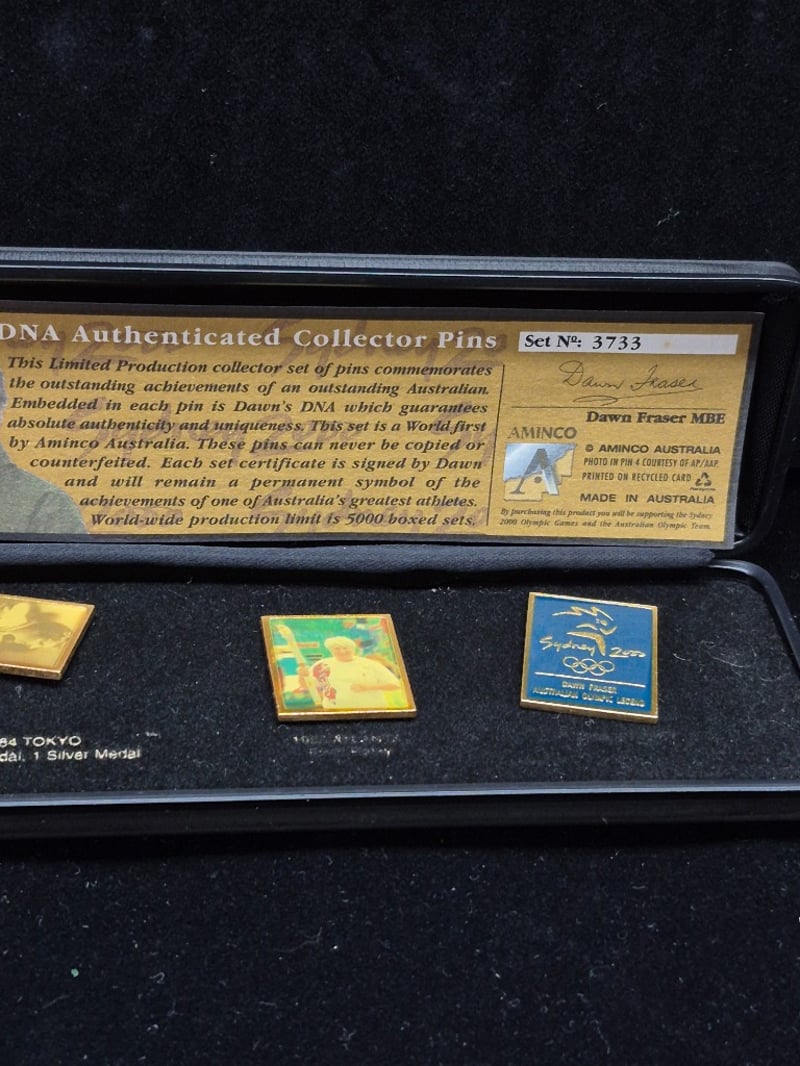 DNA Authenticated Collector Pins
This Limited Production collector set of pins commemorates
the outstanding achievements of an outstanding Australian.
Embedded in each pin is Dawn's DNA which guarantees
absolute authenticity and uniqueness. This set is a World first
by Aminco Australia. These pins can never be copied or
counterfeited. Each set certificate is signed by Dawn
and will remain a permanent symbol of the
achievements of one of Australia's greatest athletes.
World-wide production limit is 5000 boxed sets.
Set Nº: 3733
Dawn Fraser
Dawn Fraser MBE
AMINCO
A
© AMINCO AUSTRALIA
PHOTO IN PIN 4 COURTESY OF AP/AAP.
PRINTED ON RECYCLED CARD
MADE IN AUSTRALIA
By purchasing this product you will be supporting the Sydney
2000 Olympic Games and the Australian Olympic Team.
Sydney 2000
DAWN FRASER
AUSTRALIAN OLYMPIC LEGEND
64 TOKYO
dal, 1 Silver Medal